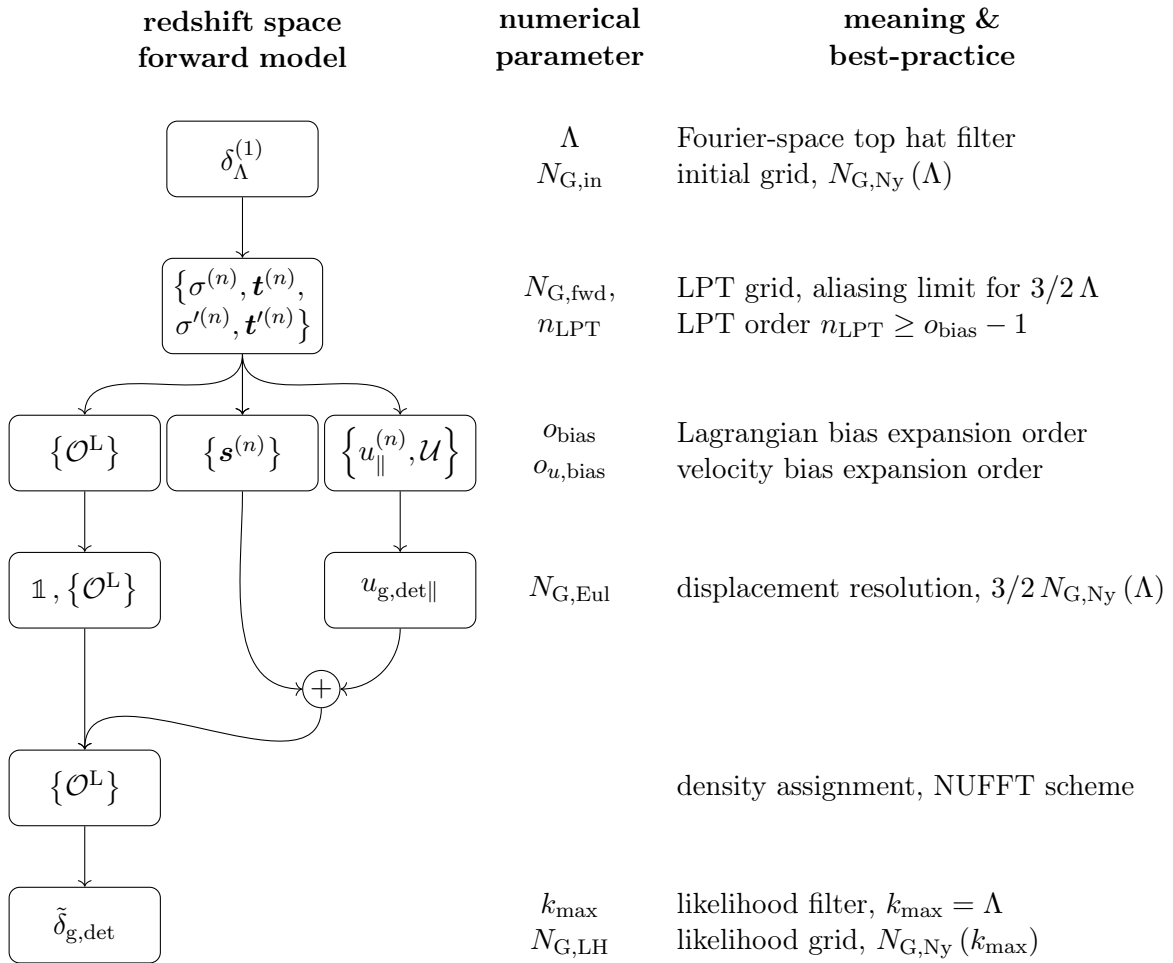 redshift space
forward model
numerical
parameter
meaning &
best-practice
δ_Λ^(1)
Λ
Fourier-space top hat filter
N_G,in
initial grid, N_G,Ny (Λ)
{σ^(n), t^(n),
σ′^(n), t′^(n)}
N_G,fwd,
LPT grid, aliasing limit for 3/2 Λ
n_LPT
LPT order n_LPT ≥ o_bias − 1
{𝒪^L}
{s^(n)}
{u_∥^(n), 𝒰}
o_bias
Lagrangian bias expansion order
o_u,bias
velocity bias expansion order
𝟙, {𝒪^L}
u_g,det∥
N_G,Eul
displacement resolution, 3/2 N_G,Ny (Λ)
+
{𝒪^L}
density assignment, NUFFT scheme
δ̃_g,det
k_max
likelihood filter, k_max = Λ
N_G,LH
likelihood grid, N_G,Ny (k_max)